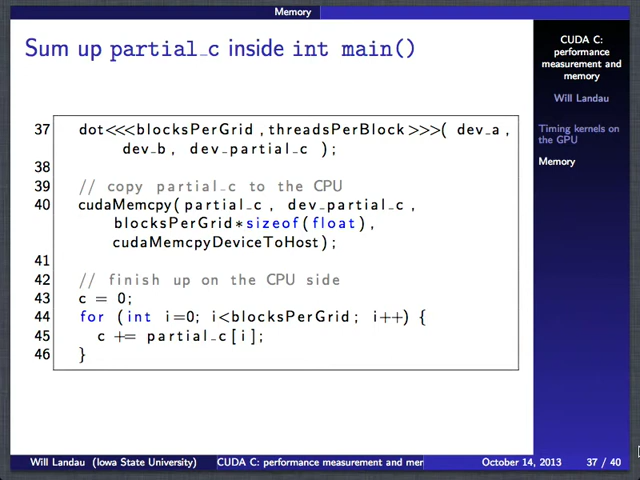 Memory
Sum up partial_c inside int main()
37 dot<<<blocksPerGrid,threadsPerBlock>>>( dev_a,
dev_b, dev_partial_c );
38
39 // copy partial_c to the CPU
40 cudaMemcpy( partial_c, dev_partial_c,
blocksPerGrid*sizeof(float),
cudaMemcpyDeviceToHost);
41
42 // finish up on the CPU side
43 c = 0;
44 for (int i=0; i<blocksPerGrid; i++) {
45 c += partial_c[i];
46 }
CUDA C:
performance
measurement and
memory
Will Landau
Timing kernels on
the GPU
Memory
Will Landau (Iowa State University)
CUDA C: performance measurement and mer
October 14, 2013
37 / 40